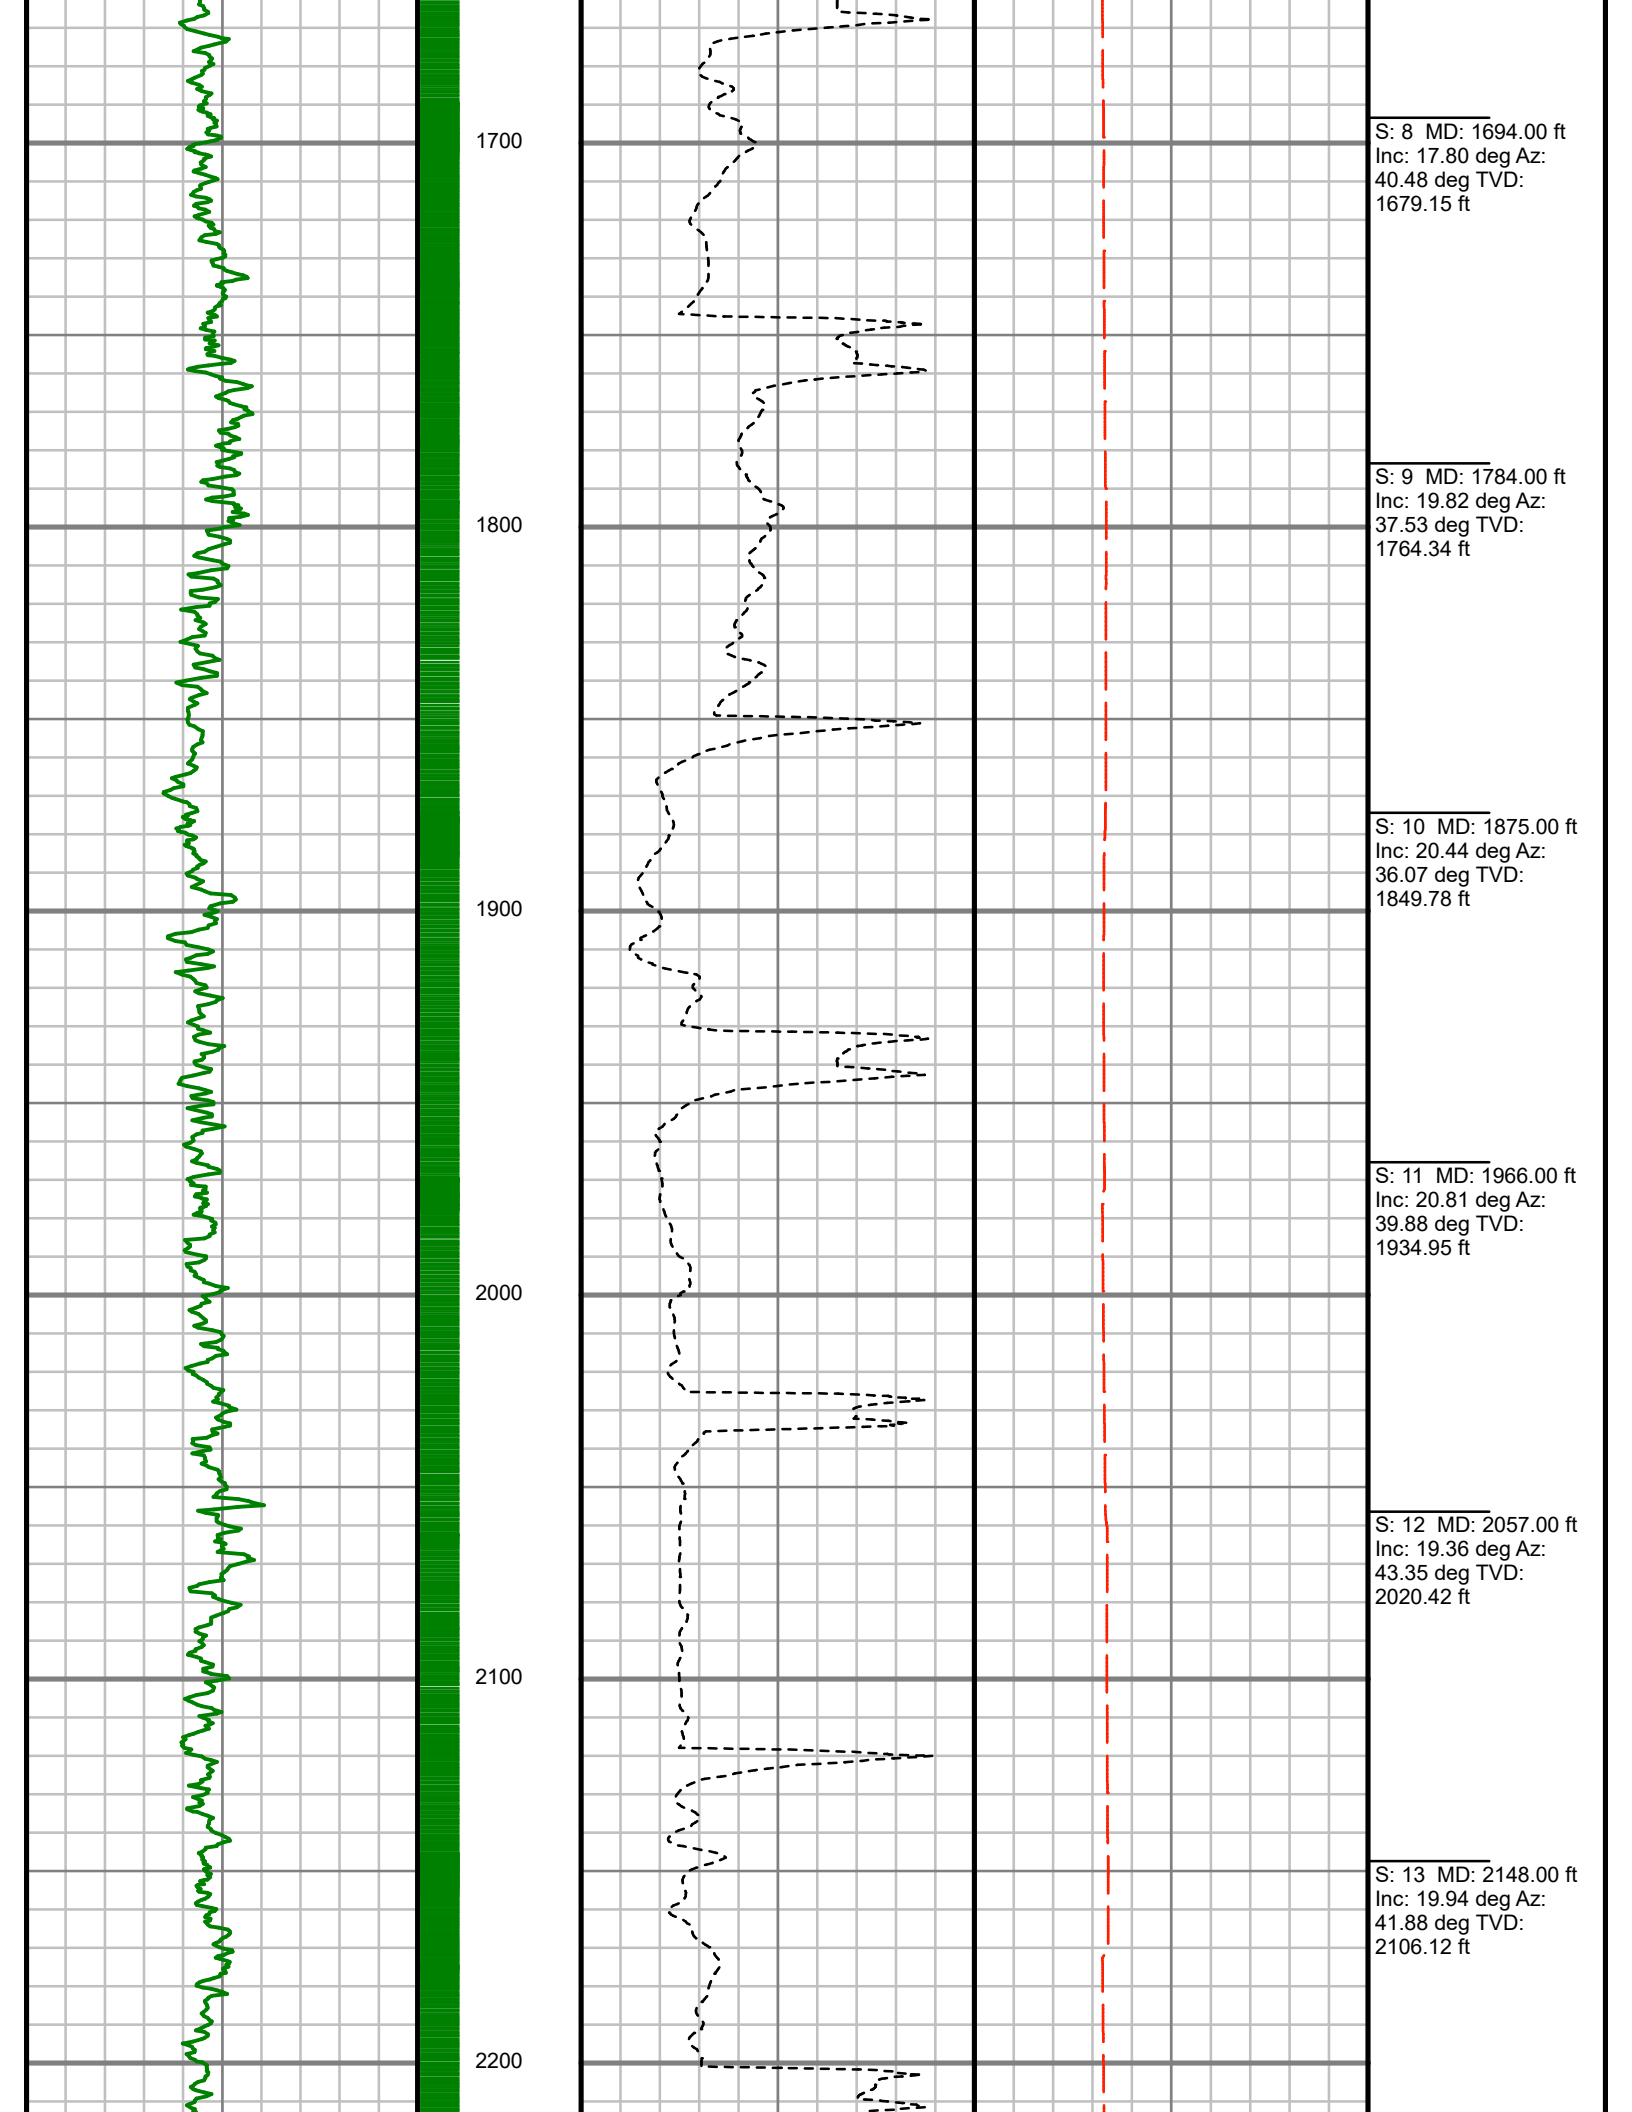 1700
S: 8 MD: 1694.00 ft
Inc: 17.80 deg Az:
40.48 deg TVD:
1679.15 ft
S: 9 MD: 1784.00 ft
Inc: 19.82 deg Az:
37.53 deg TVD:
1764.34 ft
1800
S: 10 MD: 1875.00 ft
Inc: 20.44 deg Az:
36.07 deg TVD:
1849.78 ft
1900
S: 11 MD: 1966.00 ft
Inc: 20.81 deg Az:
39.88 deg TVD:
1934.95 ft
2000
S: 12 MD: 2057.00 ft
Inc: 19.36 deg Az:
43.35 deg TVD:
2020.42 ft
2100
S: 13 MD: 2148.00 ft
Inc: 19.94 deg Az:
41.88 deg TVD:
2106.12 ft
2200